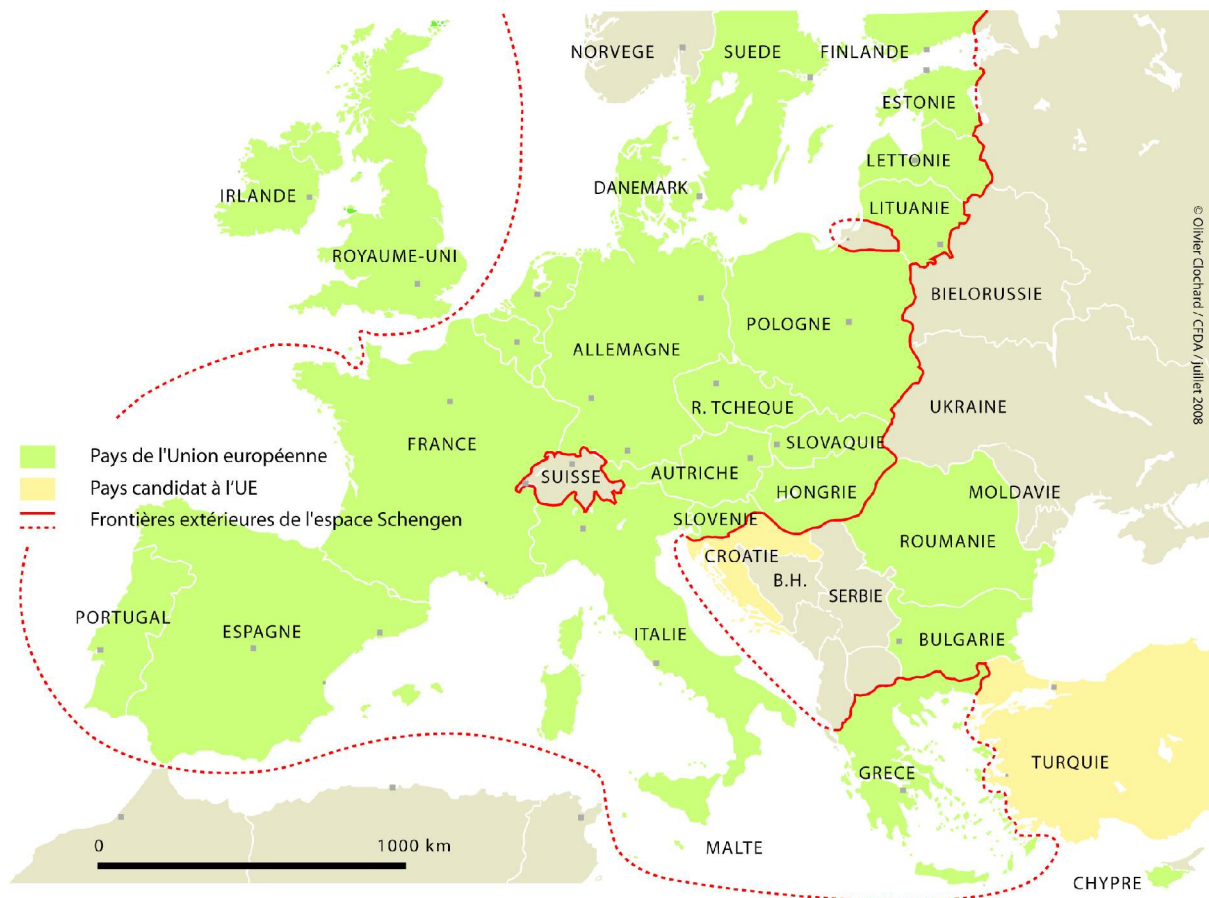 NORVEGE
SUEDE
FINLANDE
ESTONIE
LETTONIE
IRLANDE
DANEMARK
LITUANIE
ROYAUME-UNI
BIELORUSSIE
POLOGNE
ALLEMAGNE
R. TCHEQUE
UKRAINE
FRANCE
SLOVAQUIE
Pays de l'Union européenne
SUISSE
AUTRICHE
Pays candidat à l'UE
HONGRIE
MOLDAVIE
Frontières extérieures de l'espace Schengen
SLOVENIE
ROUMANIE
CROATIE
B.H.
SERBIE
PORTUGAL
ESPAGNE
ITALIE
BULGARIE
GRECE
TURQUIE
0
1000 km
MALTE
CHYPRE
© Olivier Clochard / CFDA / juillet 2008